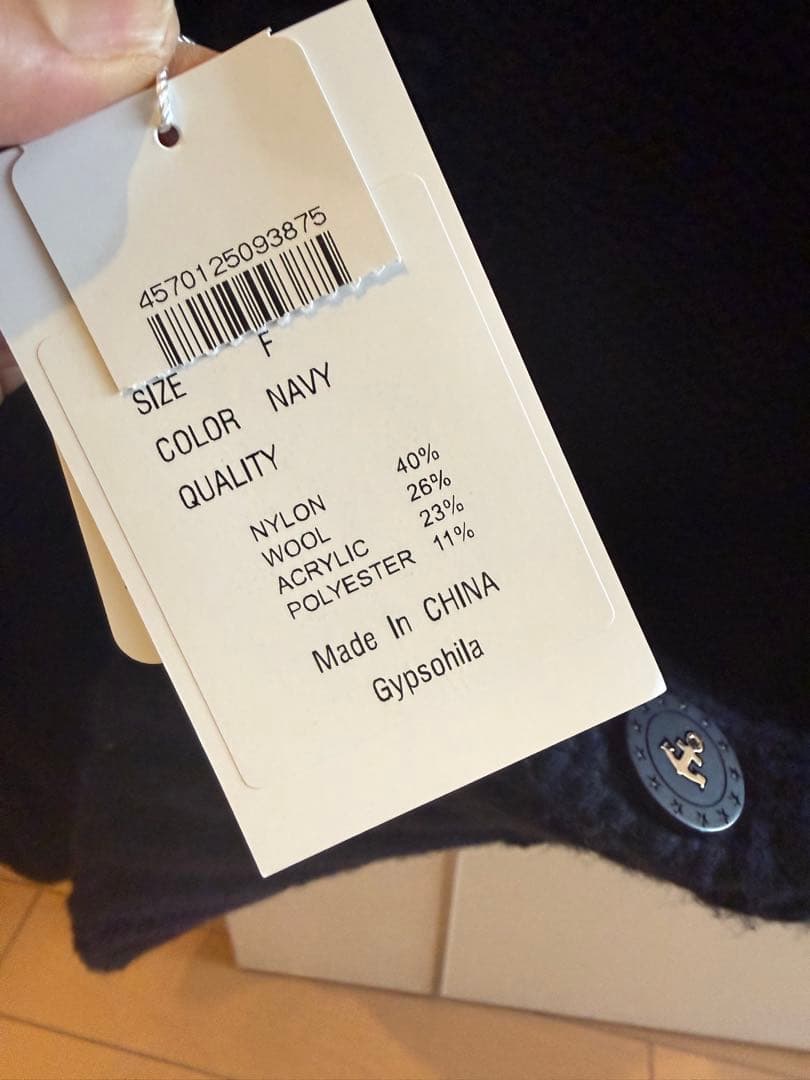 4570125093875
SIZE F
COLOR NAVY
QUALITY
NYLON 40%
WOOL 26%
ACRYLIC 23%
POLYESTER 11%
Made In CHINA
Gypsohila